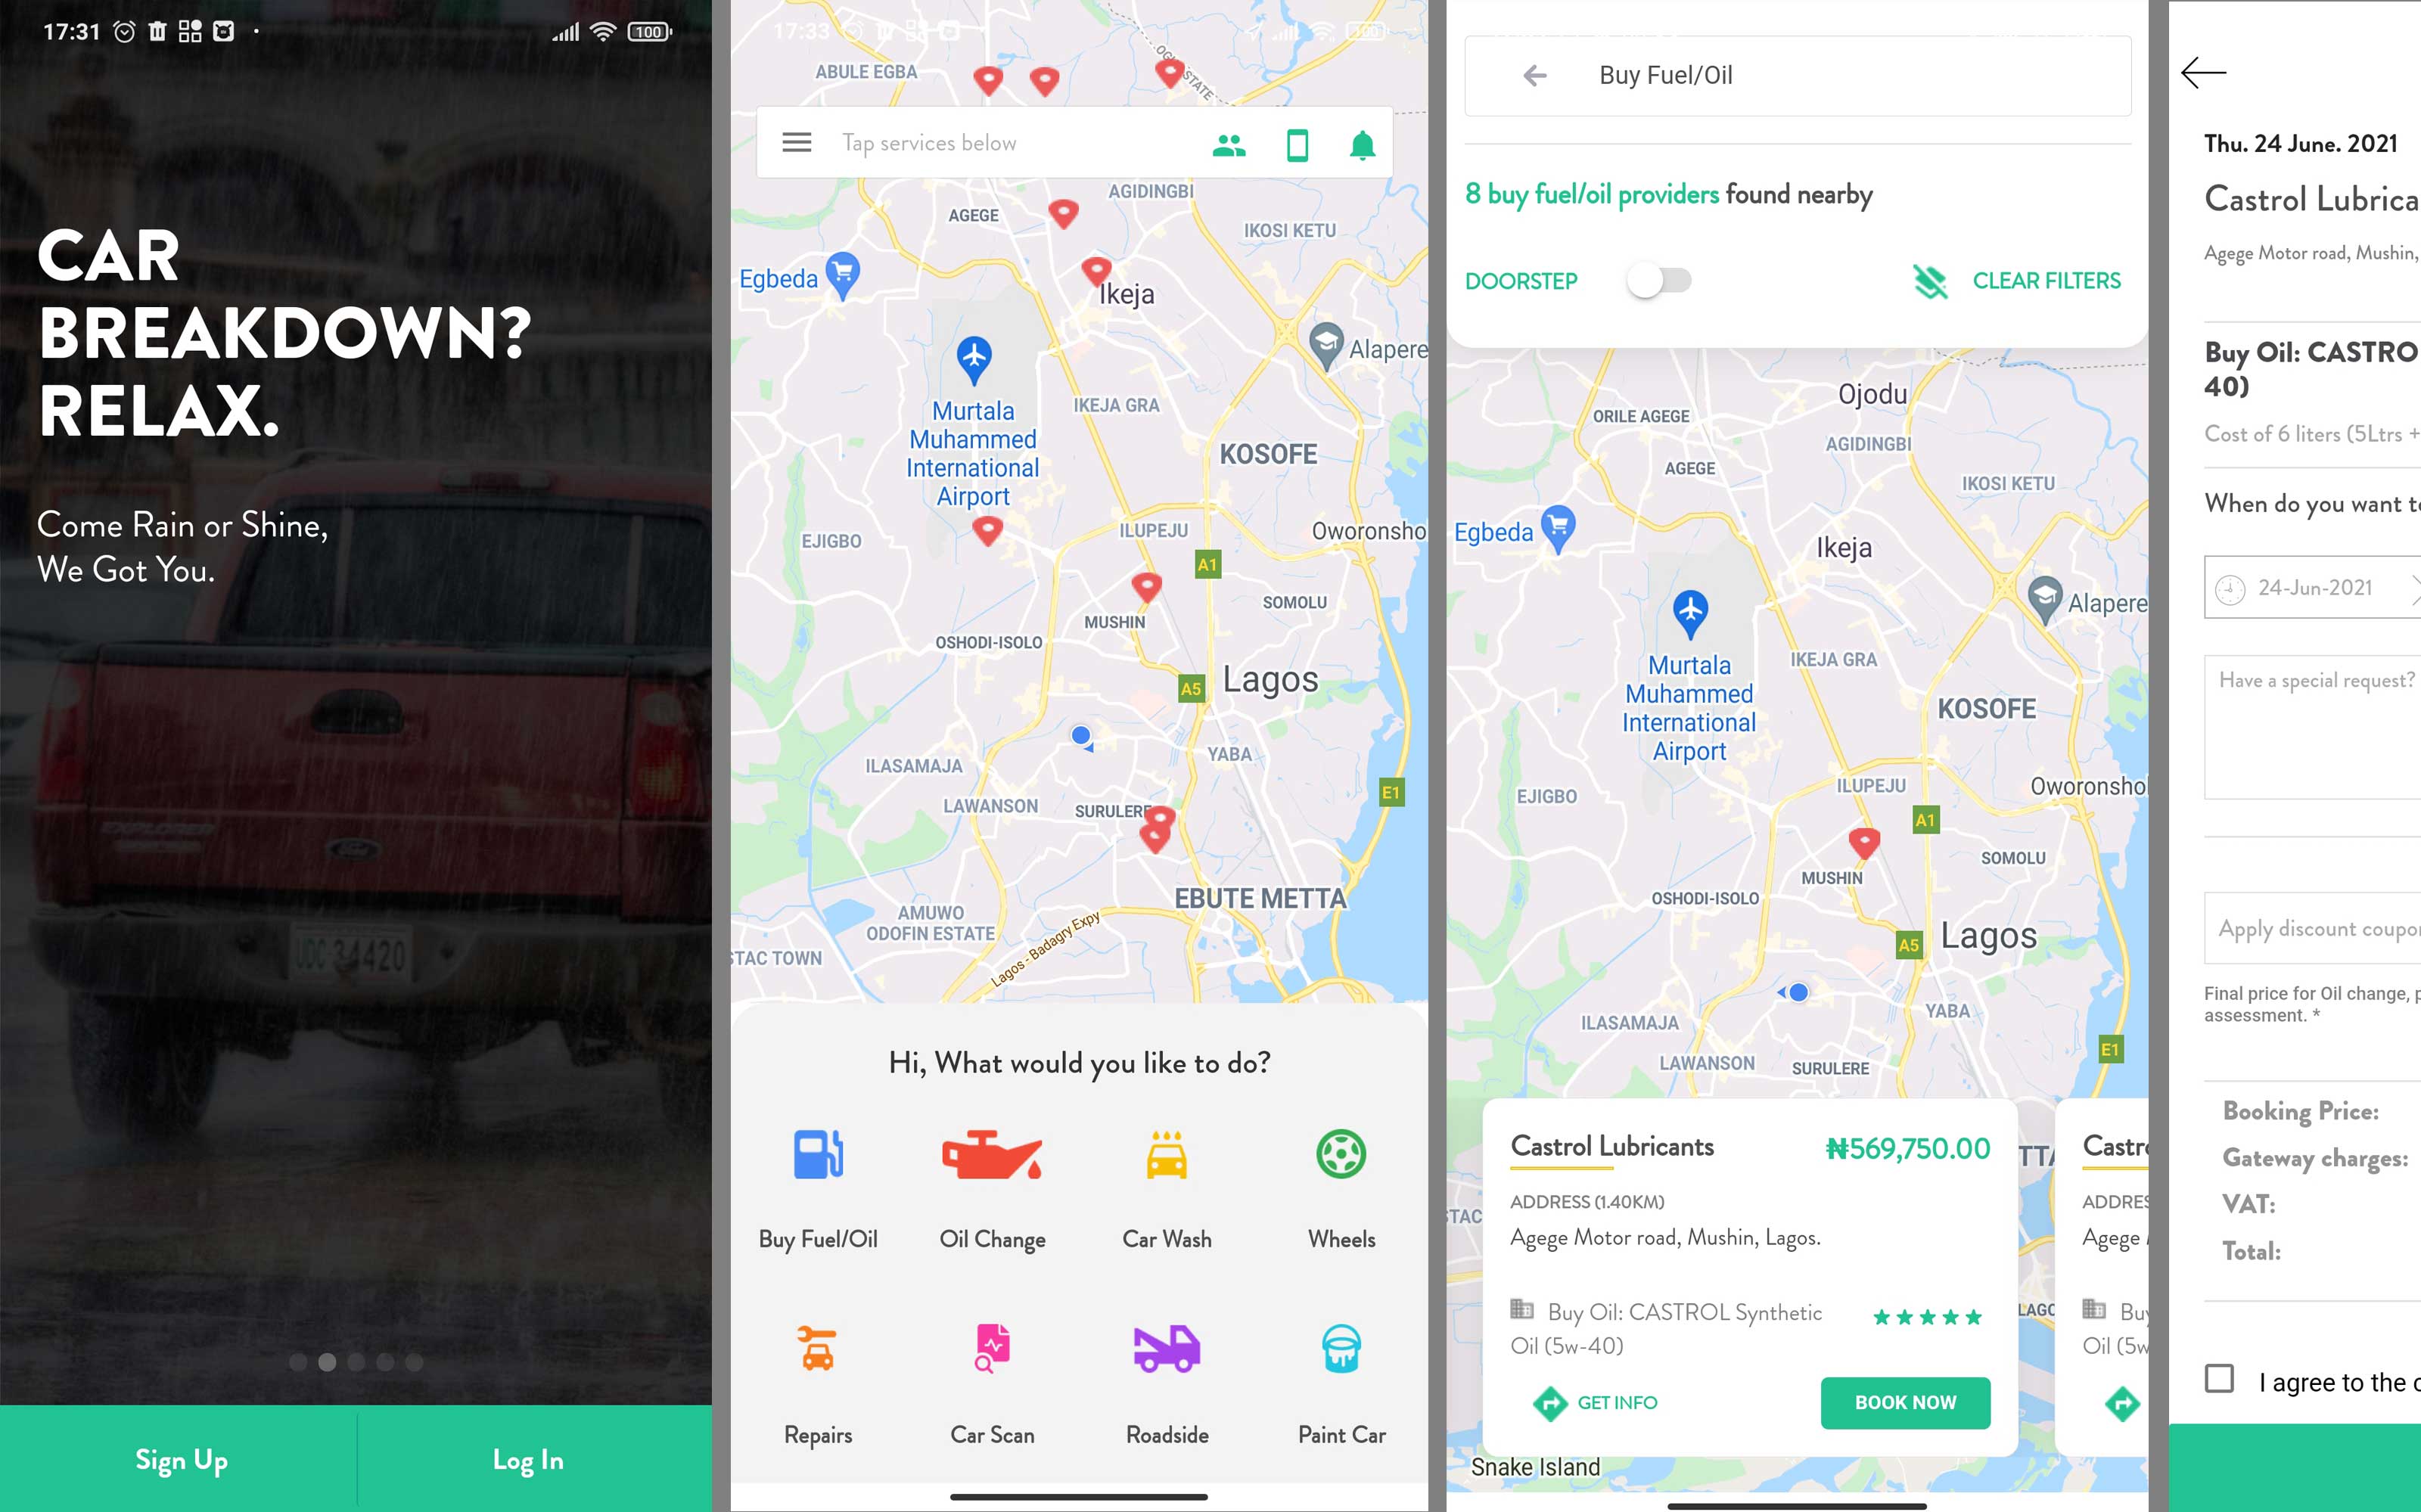 17:31
100
CAR
BREAKDOWN?
RELAX.
Come Rain or Shine,
We Got You.
Sign Up
Log In
17:33
100
ABULE EGBA
Tap services below
AGIDINGBI
AGEGE
IKOSI KETU
Egbeda
Ikeja
Alapere
Murtala
Muhammed
International
Airport
IKEJA GRA
KOSOFE
EJIGBO
ILUPEJU
Oworonsho
A1
SOMOLU
MUSHIN
OSHODI-ISOLO
A5
Lagos
YABA
ILASAMAJA
E1
LAWANSON
SURULERE
EBUTE METTA
AMUWO
ODOFIN ESTATE
Lagos - Badagry Expy
STAC TOWN
Hi, What would you like to do?
Buy Fuel/Oil
Oil Change
Car Wash
Wheels
Repairs
Car Scan
Roadside
Paint Car
Buy Fuel/Oil
8 buy fuel/oil providers found nearby
DOORSTEP
CLEAR FILTERS
Ojodu
ORILE AGEGE
AGIDINGBI
AGEGE
IKOSI KETU
Egbeda
Ikeja
Alapere
Murtala
Muhammed
International
Airport
IKEJA GRA
KOSOFE
EJIGBO
ILUPEJU
Oworonshol
A1
SOMOLU
MUSHIN
OSHODI-ISOLO
A5
Lagos
YABA
ILASAMAJA
E1
LAWANSON
SURULERE
Castrol Lubricants
₦569,750.00
ADDRESS (1.40KM)
Agege Motor road, Mushin, Lagos.
Buy Oil: CASTROL Synthetic
Oil (5w-40)
GET INFO
BOOK NOW
Castro
ADDRES
Agege
Buy
Oil (5w
Snake Island
Thu. 24 June. 2021
Castrol Lubrica
Agege Motor road, Mushin,
Buy Oil: CASTRO
40)
Cost of 6 liters (5Ltrs +
When do you want to
24-Jun-2021
Have a special request?
Apply discount coupon
Final price for Oil change, p
assessment. *
Booking Price:
Gateway charges:
VAT:
Total:
I agree to the c